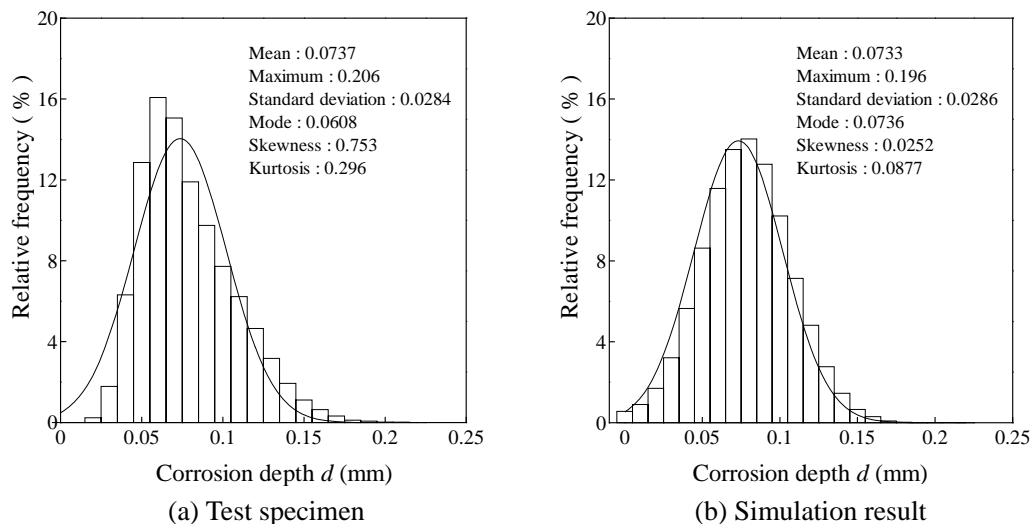 20
16
12
8
4
0
Relative frequency ( % )
Mean : 0.0737
Maximum : 0.206
Standard deviation : 0.0284
Mode : 0.0608
Skewness : 0.753
Kurtosis : 0.296
0 0.05 0.1 0.15 0.2 0.25
Corrosion depth d (mm)
(a) Test specimen
20
16
12
8
4
0
Relative frequency ( % )
Mean : 0.0733
Maximum : 0.196
Standard deviation : 0.0286
Mode : 0.0736
Skewness : 0.0252
Kurtosis : 0.0877
0 0.05 0.1 0.15 0.2 0.25
Corrosion depth d (mm)
(b) Simulation result